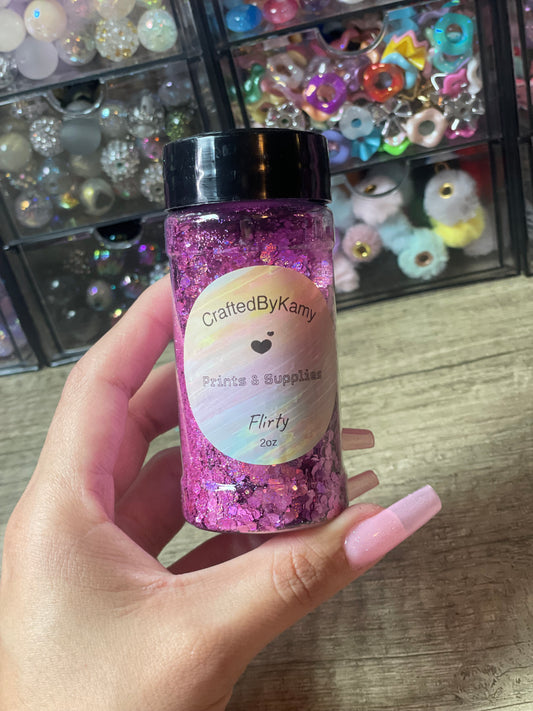 CraftedByKamy
Prints & Supplies
Flirty
2oz